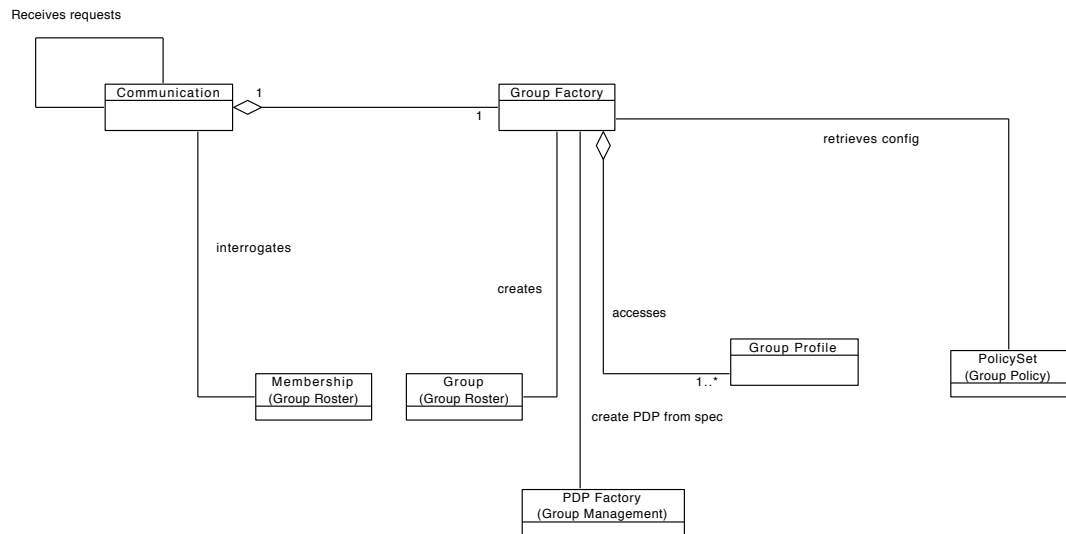 Receives requests
Communication
1
Group Factory
1
retrieves config
interrogates
creates
accesses
Group Profile
1..*
PolicySet
(Group Policy)
Membership
(Group Roster)
Group
(Group Roster)
create PDP from spec
PDP Factory
(Group Management)